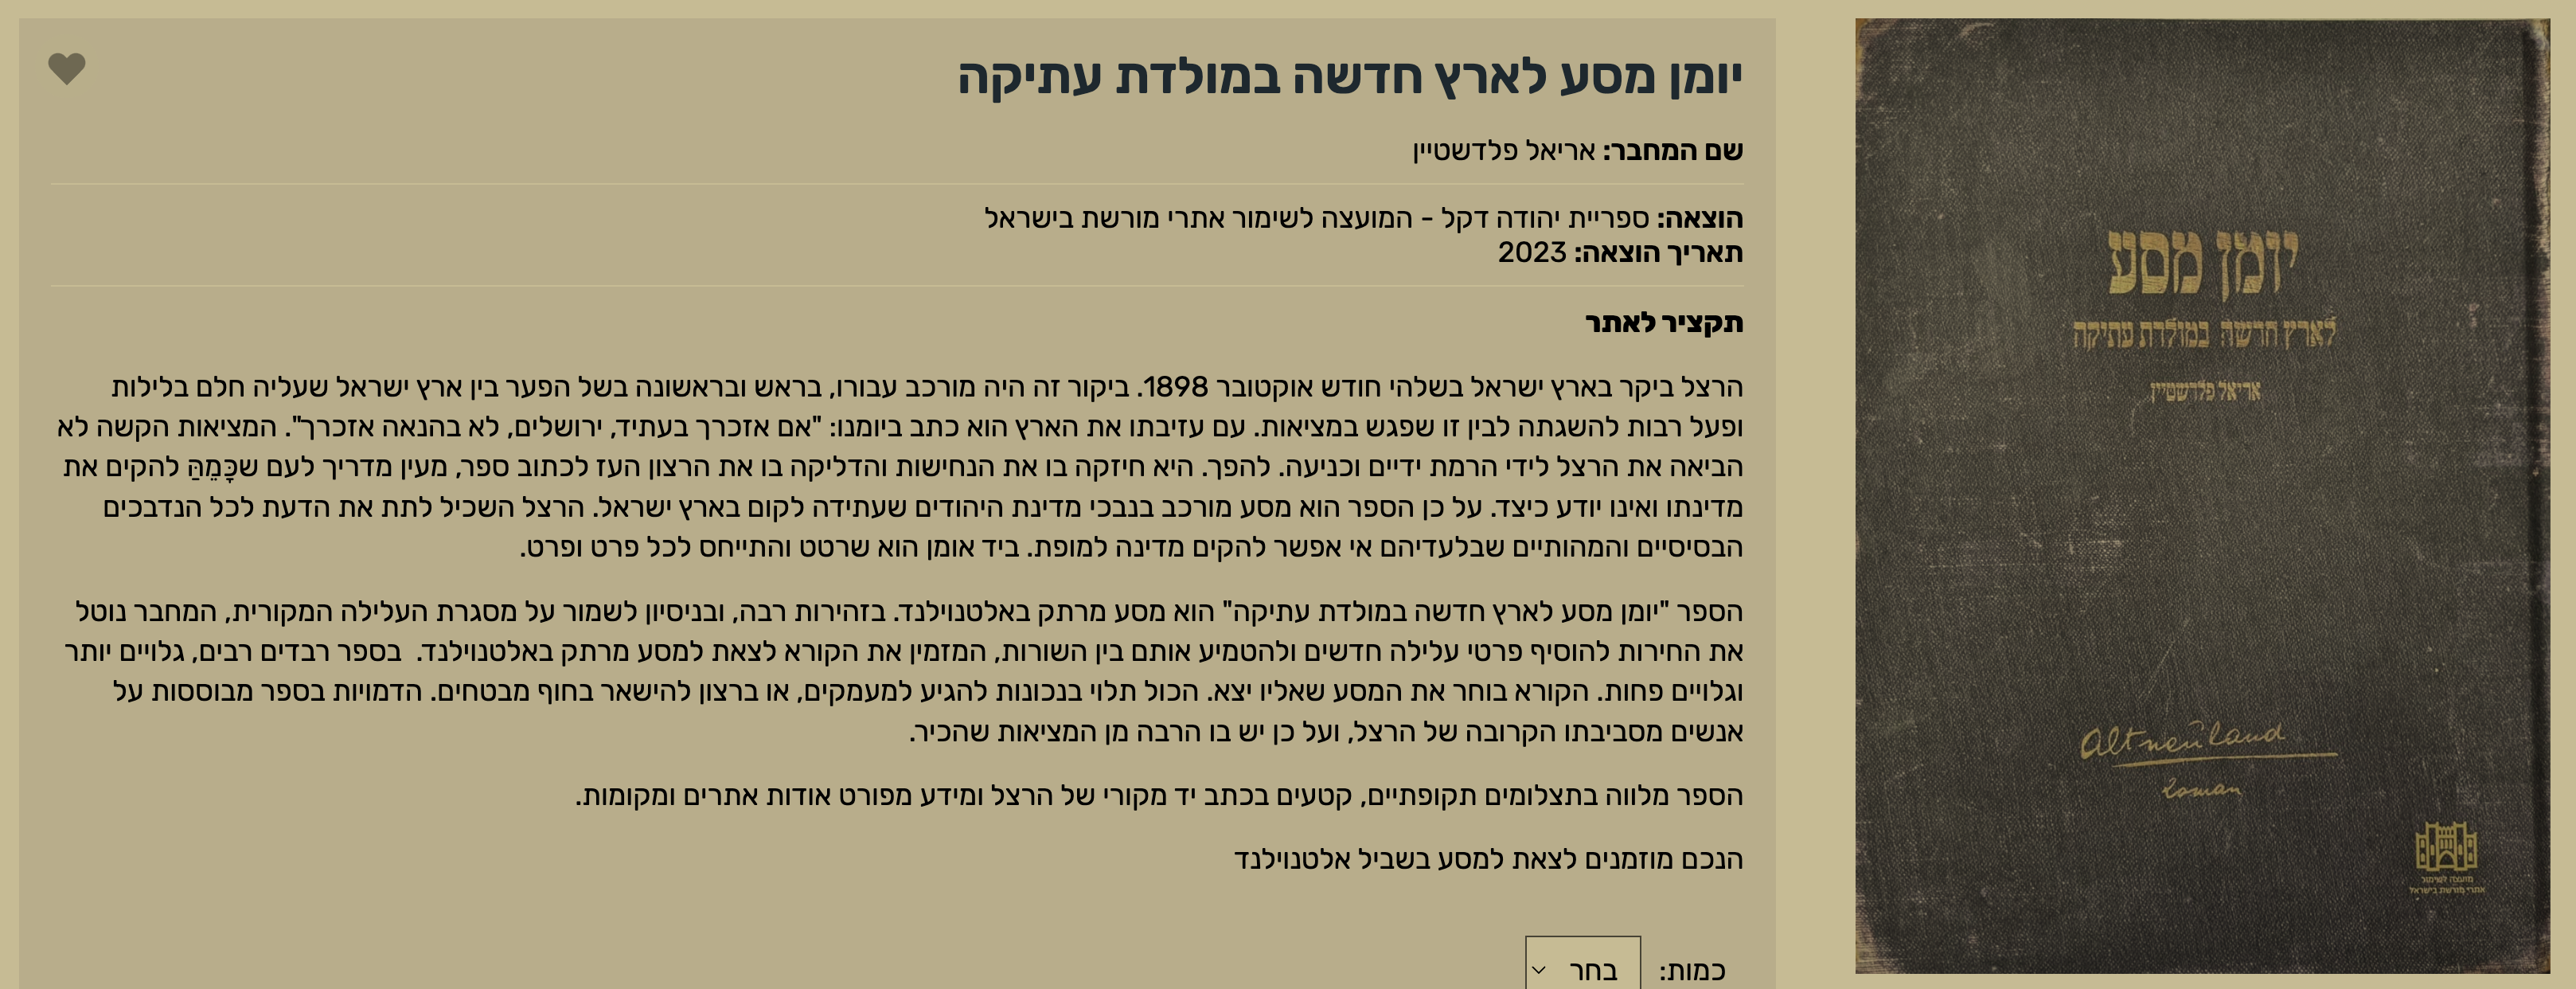 יומן מסע לארץ חדשה במולדת עתיקה
שם המחבר: אריאל פלדשטיין
הוצאה: ספריית יהודה דקל - המועצה לשימור אתרי מורשת בישראל
תאריך הוצאה: 2023
תקציר לאתר
הרצל ביקר בארץ ישראל בשלהי חודש אוקטובר 1898. ביקור זה היה מורכב עבורו, בראש ובראשונה בשל הפער בין ארץ ישראל שעליה חלם בלילות
ופעל רבות להשגתה לבין זו שפגש במציאות. עם עזיבתו את הארץ הוא כתב ביומנו: "אם אזכרך בעתיד, ירושלים, לא בהנאה אזכרך". המציאות הקשה לא
הביאה את הרצל לידי הרמת ידיים וכניעה. להפך. היא חיזקה בו את הנחישות והדליקה בו את הרצון העז לכתוב ספר, מעין מדריך לעם שכָּמֵהַּ להקים את
מדינתו ואינו יודע כיצד. על כן הספר הוא מסע מורכב בנבכי מדינת היהודים שעתידה לקום בארץ ישראל. הרצל השכיל לתת את הדעת לכל הנדבכים
הבסיסיים והמהותיים שבלעדיהם אי אפשר להקים מדינה למופת. ביד אומן הוא שרטט והתייחס לכל פרט ופרט.
הספר "יומן מסע לארץ חדשה במולדת עתיקה" הוא מסע מרתק באלטנוילנד. בזהירות רבה, ובניסיון לשמור על מסגרת העלילה המקורית, המחבר נוטל
את החירות להוסיף פרטי עלילה חדשים ולהטמיע אותם בין השורות, המזמין את הקורא לצאת למסע מרתק באלטנוילנד. בספר רבדים רבים, גלויים יותר
וגלויים פחות. הקורא בוחר את המסע שאליו יצא. הכול תלוי בנכונות להגיע למעמקים, או ברצון להישאר בחוף מבטחים. הדמויות בספר מבוססות על
אנשים מסביבתו הקרובה של הרצל, ועל כן יש בו הרבה מן המציאות שהכיר.
הספר מלווה בתצלומים תקופתיים, קטעים בכתב יד מקורי של הרצל ומידע מפורט אודות אתרים ומקומות.
הנכם מוזמנים לצאת למסע בשביל אלטנוילנד
כמות: בחר
יומן מסע
לארץ חדשה במולדת עתיקה
אריאל פלדשטיין
Altneuland
Roman
מועצה לשימור
אתרי מורשת בישראל